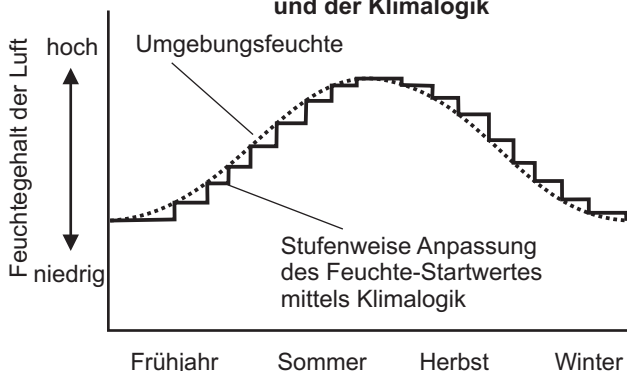 und der Klimalogik
hoch
Umgebungsfeuchte
Feuchtegehalt der Luft
Stufenweise Anpassung
des Feuchte-Startwertes
mittels Klimalogik
niedrig
Frühjahr Sommer Herbst Winter